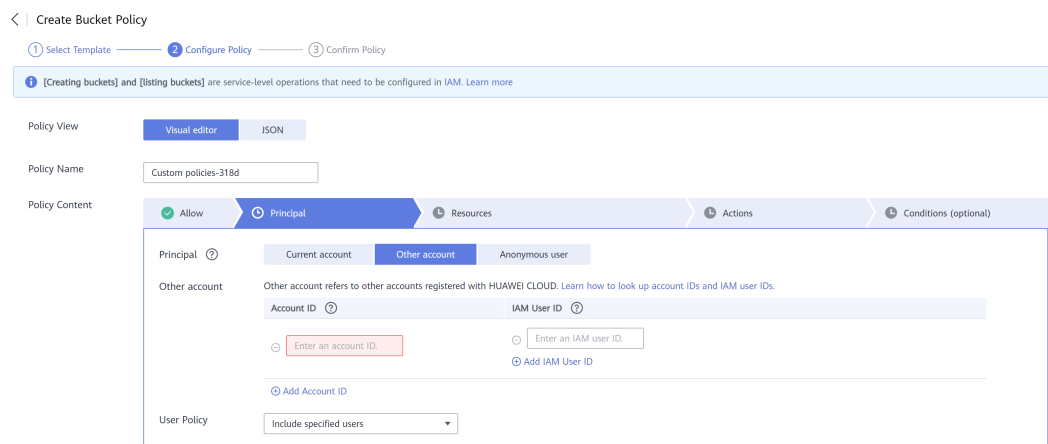 Create Bucket Policy
1 Select Template 2 Configure Policy 3 Confirm Policy
[Creating buckets] and [listing buckets] are service-level operations that need to be configured in IAM. Learn more
Policy View Visual editor JSON
Policy Name Custom policies-318d
Policy Content Allow Principal Resources Actions Conditions (optional)
Principal ? Current account Other account Anonymous user
Other account Other account refers to other accounts registered with HUAWEI CLOUD. Learn how to look up account IDs and IAM user IDs.
Account ID ? IAM User ID ?
Enter an account ID. Enter an IAM user ID.
Add IAM User ID
Add Account ID
User Policy Include specified users